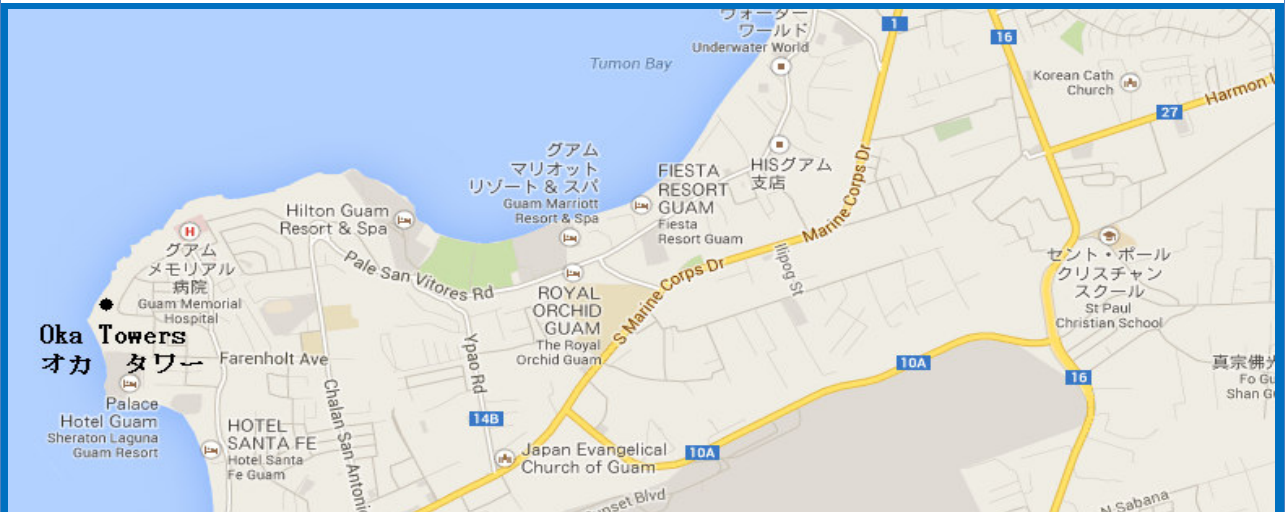 ウォーター
ワールド
Underwater World
Tumon Bay
1
16
Korean Cath
Church
27
Harmon
HISグアム
支店
グアム
マリオット
リゾート & スパ
Guam Marriott
Resort & Spa
FIESTA
RESORT
GUAM
Fiesta
Resort Guam
Marine Corps Dr
Hilton Guam
Resort & Spa
グアム
メモリアル
病院
Guam Memorial
Hospital
Pale San Vitores Rd
ROYAL
ORCHID
GUAM
The Royal
Orchid Guam
S Marine Corps Dr
Ilipog St
セント・ポール
クリスチャン
スクール
St Paul
Christian School
Oka Towers
オカ タワー
Farenholt Ave
Ypao Rd
10A
16
真宗佛光
Fo Gu
Shan G
Palace
Hotel Guam
Sheraton Laguna
Guam Resort
HOTEL
SANTA FE
Hotel Santa
Fe Guam
Chalan San Antonio
14B
Japan Evangelical
Church of Guam
10A
Sunset Blvd
N Sabana